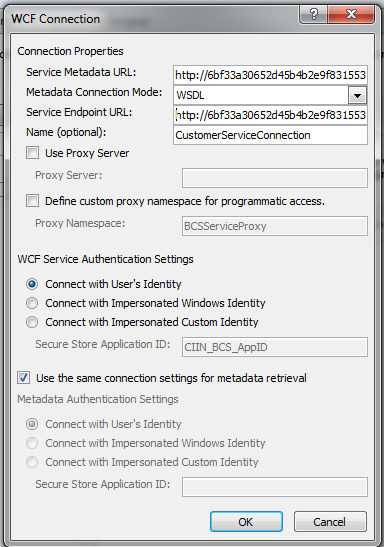 WCF Connection
Connection Properties
Service Metadata URL: http://6bf33a30652d45b4b2e9f831553
Metadata Connection Mode: WSDL
Service Endpoint URL: http://6bf33a30652d45b4b2e9f831553
Name (optional): CustomerServiceConnection
Use Proxy Server
Proxy Server:
Define custom proxy namespace for programmatic access.
Proxy Namespace: BCSServiceProxy
WCF Service Authentication Settings
Connect with User's Identity
Connect with Impersonated Windows Identity
Connect with Impersonated Custom Identity
Secure Store Application ID: CIIN_BCS_AppID
Use the same connection settings for metadata retrieval
Metadata Authentication Settings
Connect with User's Identity
Connect with Impersonated Windows Identity
Connect with Impersonated Custom Identity
Secure Store Application ID:
OK Cancel